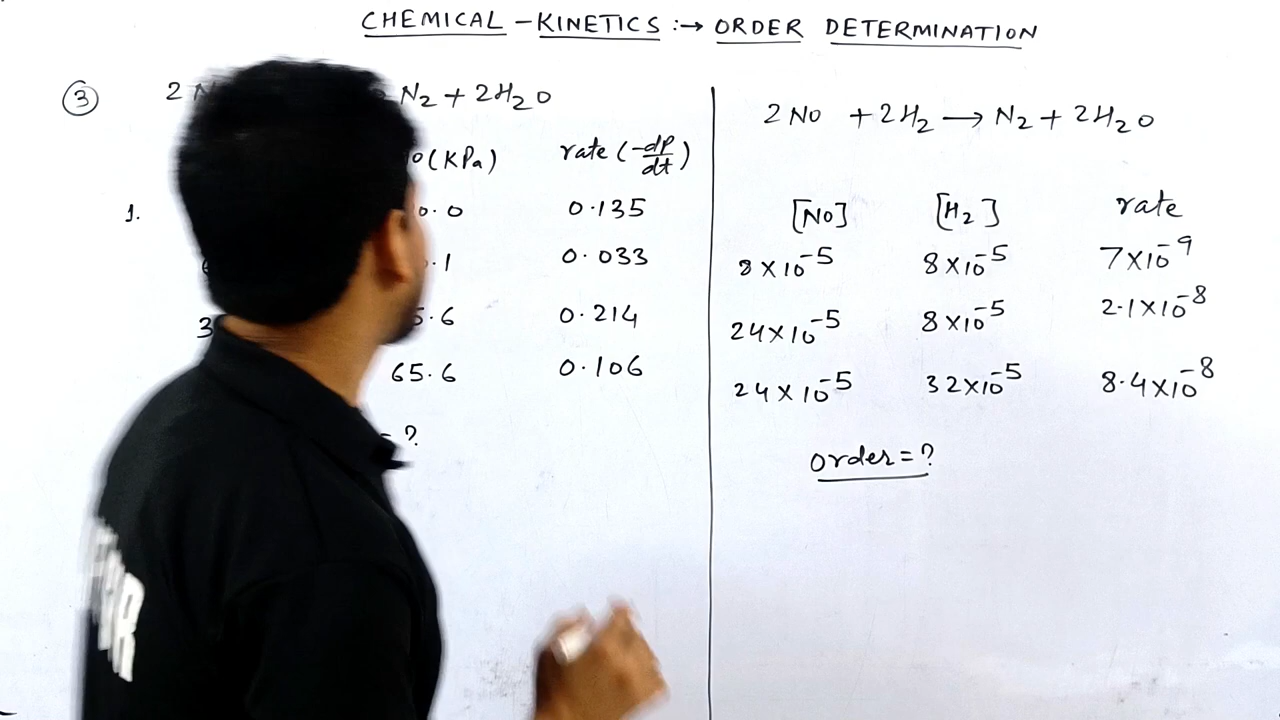 CHEMICAL - KINETICS :→ ORDER DETERMINATION
③ 2 N₂ + 2H₂O
(KPa) rate (-dP/dt)
1. 0.0 0.135
.1 0.033
3 5.6 0.214
65.6 0.106
= ?
2 NO + 2H₂ → N₂ + 2H₂O
[NO] [H₂] rate
8×10⁻⁵ 8×10⁻⁵ 7×10⁻⁹
24×10⁻⁵ 8×10⁻⁵ 2.1×10⁻⁸
24×10⁻⁵ 32×10⁻⁵ 8.4×10⁻⁸
order = ?